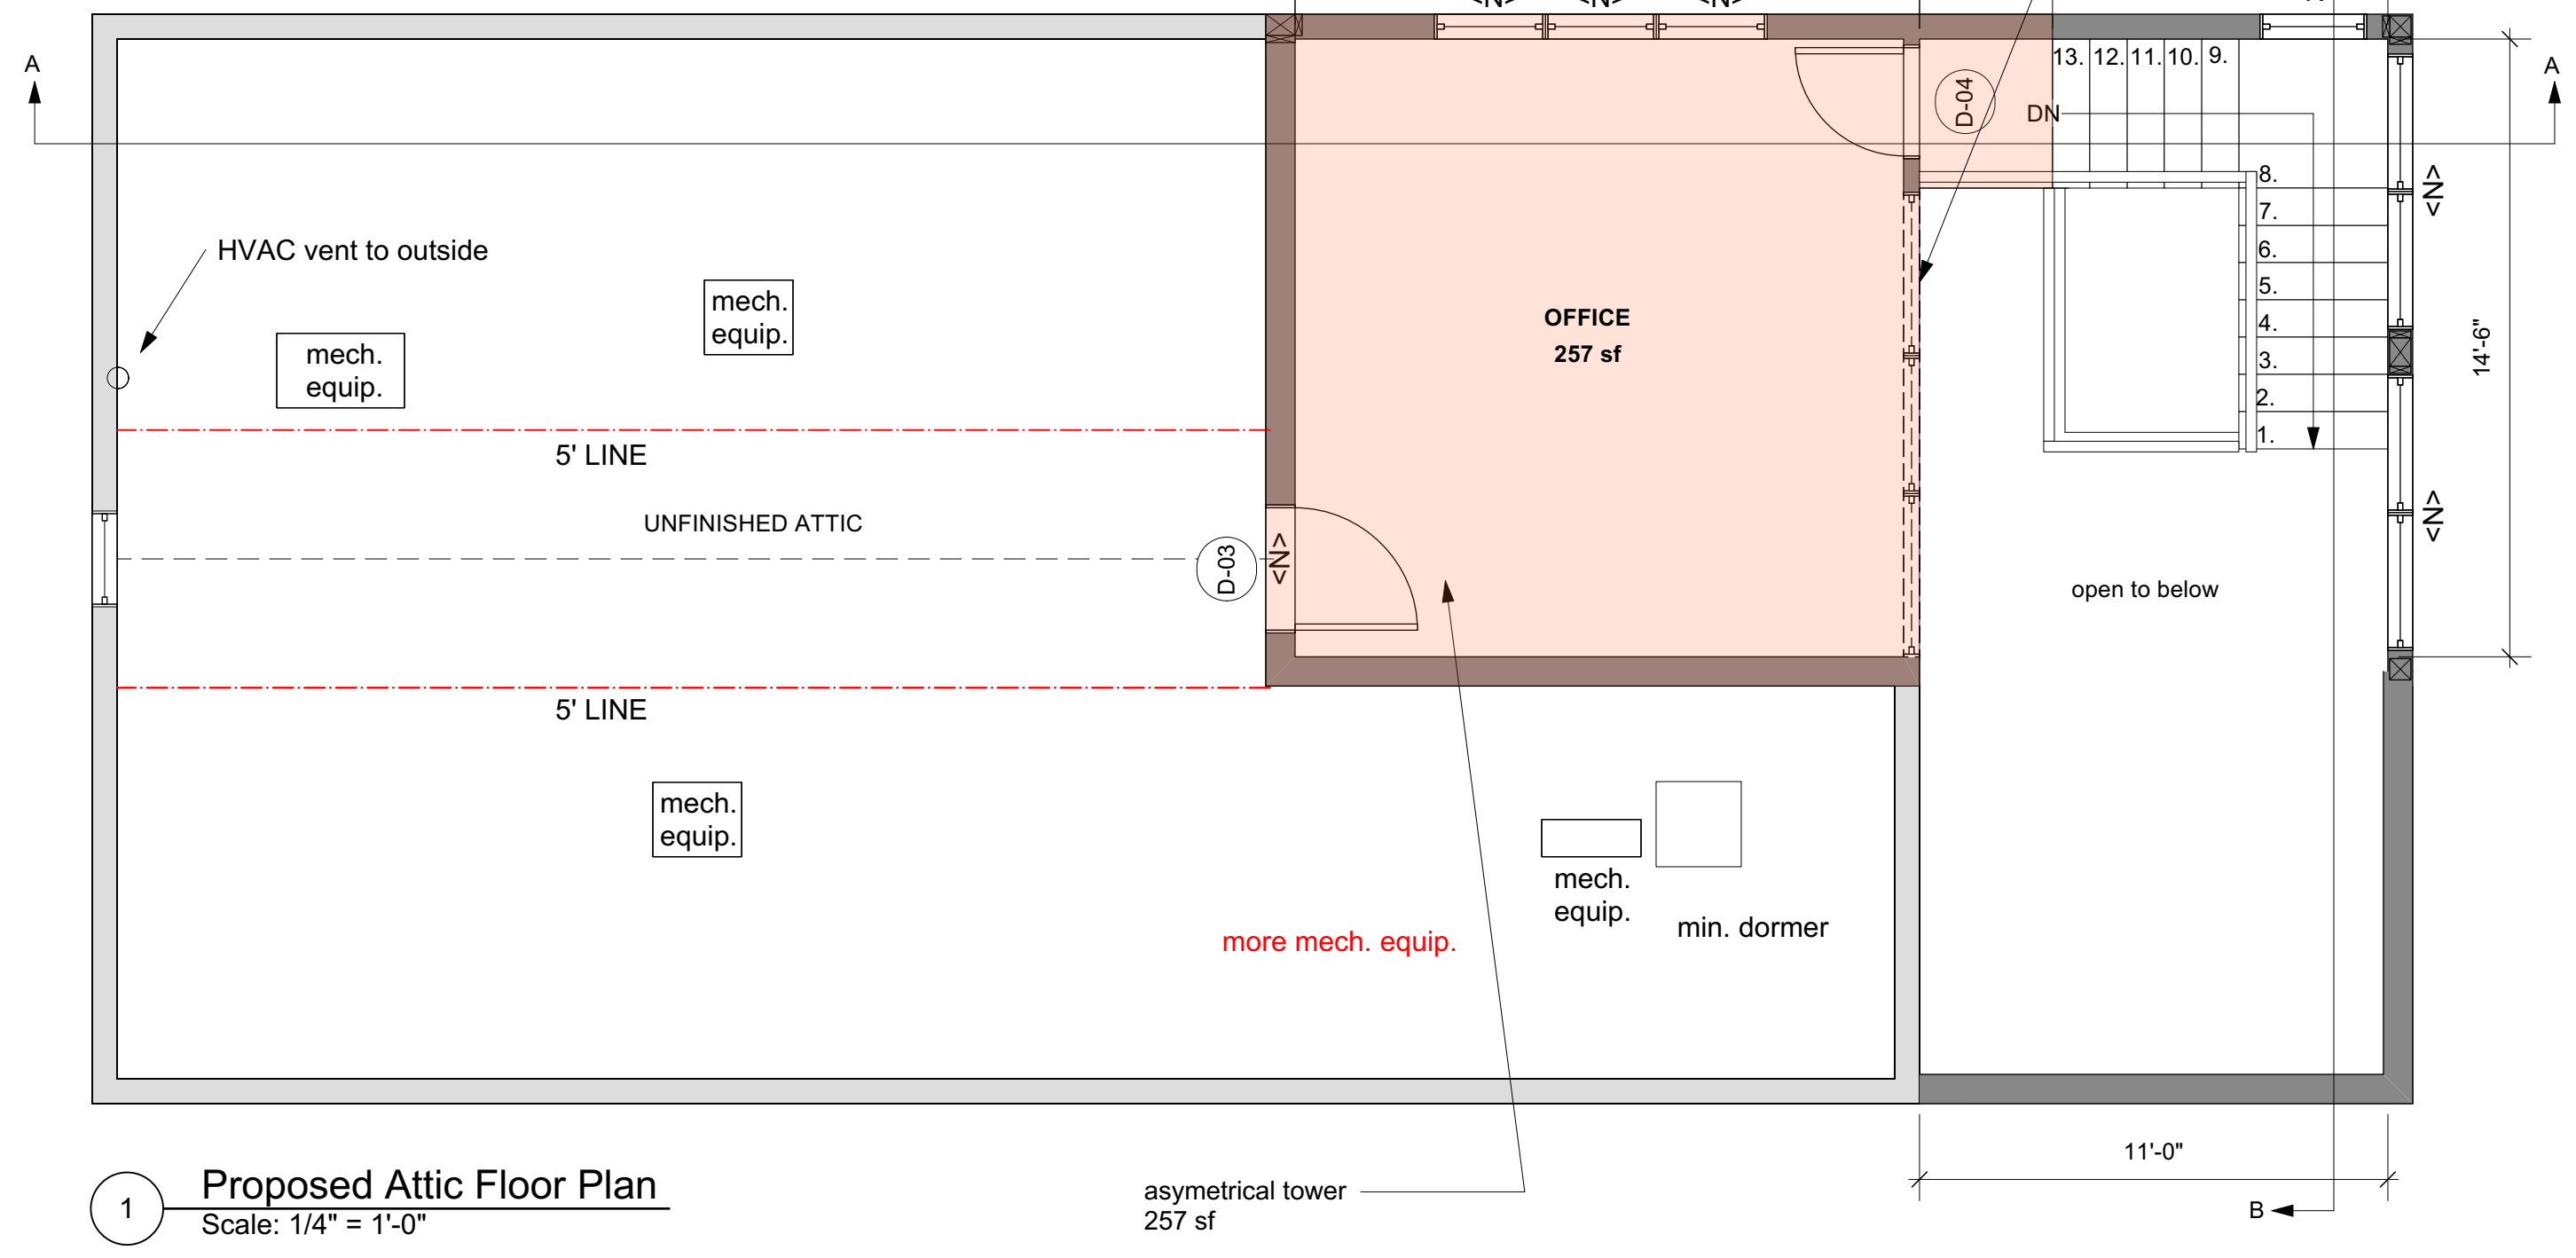 <N> <N> <N>
A
A
13. 12. 11. 10. 9.
D-04
DN
8.
<N>
7.
HVAC vent to outside
6.
mech.
equip.
5.
OFFICE
257 sf
4.
14'-6"
mech.
equip.
3.
2.
1.
5' LINE
UNFINISHED ATTIC
<N>
D-03
<N>
open to below
5' LINE
mech.
equip.
mech.
equip.
min. dormer
more mech. equip.
11'-0"
1
Proposed Attic Floor Plan
Scale: 1/4" = 1'-0"
asymetrical tower
257 sf
B